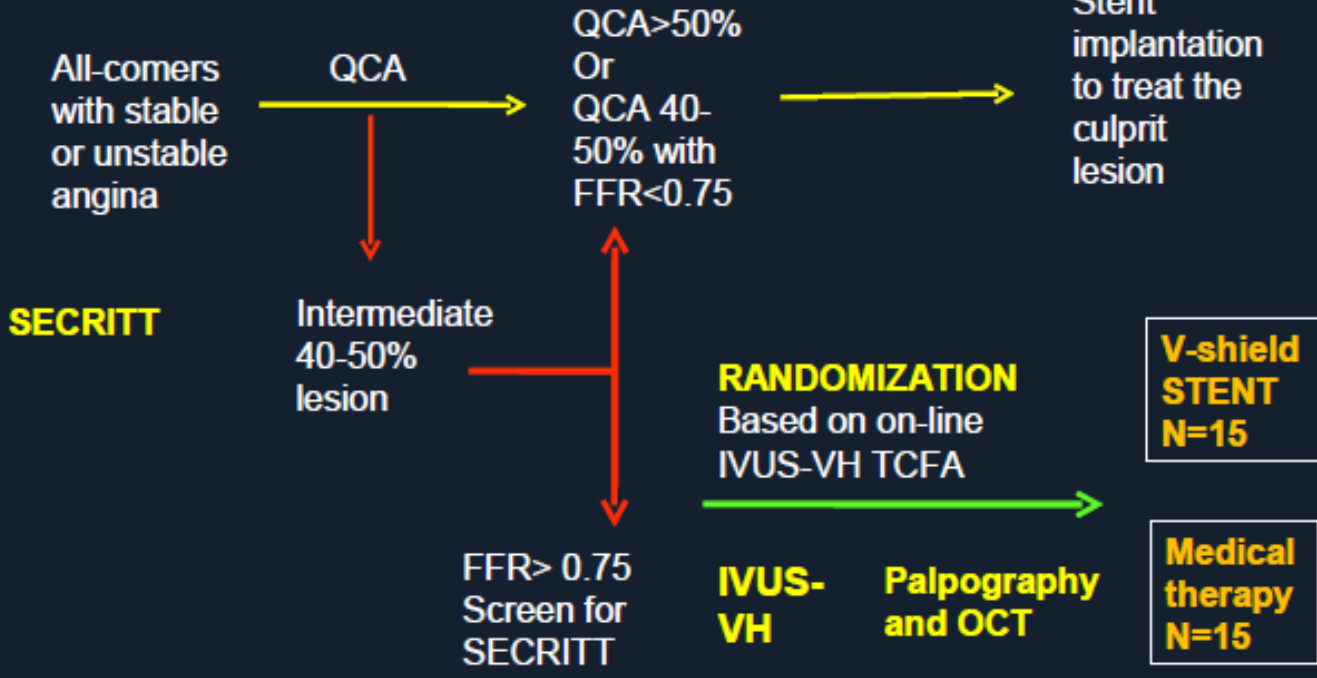 All-comers
with stable
or unstable
angina
QCA
QCA>50%
Or
QCA 40-
50% with
FFR<0.75
Stent
implantation
to treat the
culprit
lesion
SECRITT
Intermediate
40-50%
lesion
RANDOMIZATION
Based on on-line
IVUS-VH TCFA
V-shield
STENT
N=15
FFR> 0.75
Screen for
SECRITT
IVUS-
VH
Palpography
and OCT
Medical
therapy
N=15